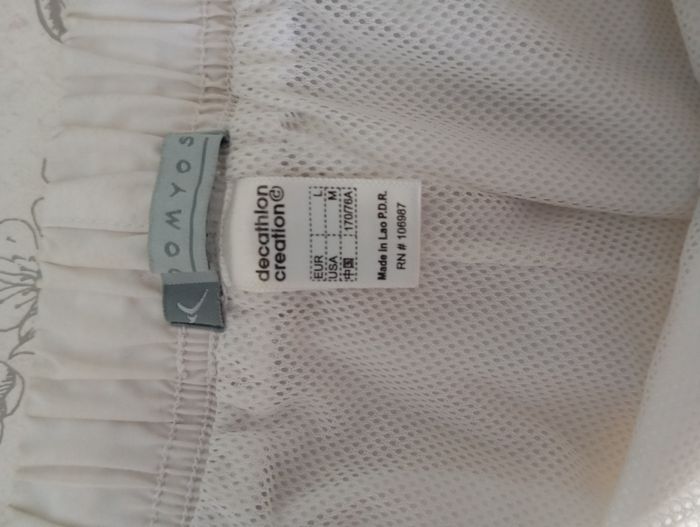 DOMYOS
decathlon
creation©
EUR L
USA M
中国 170/76A
Made in Lao P.D.R.
RN # 106987